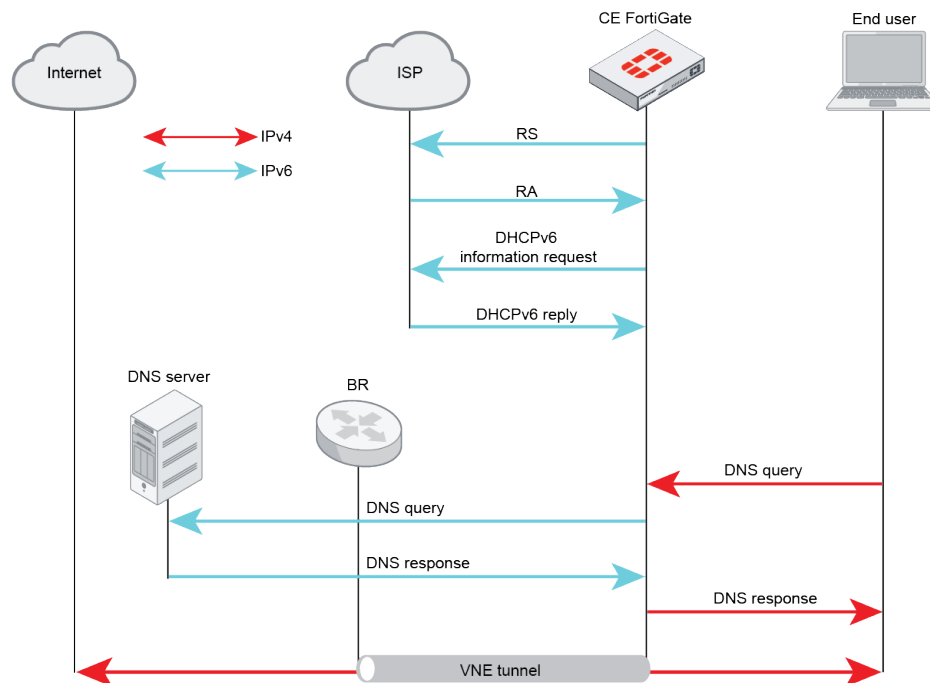 CE FortiGate
End user
Internet
ISP
IPv4
IPv6
RS
RA
DHCPv6
information request
DHCPv6 reply
DNS server
BR
DNS query
DNS query
DNS response
DNS response
VNE tunnel